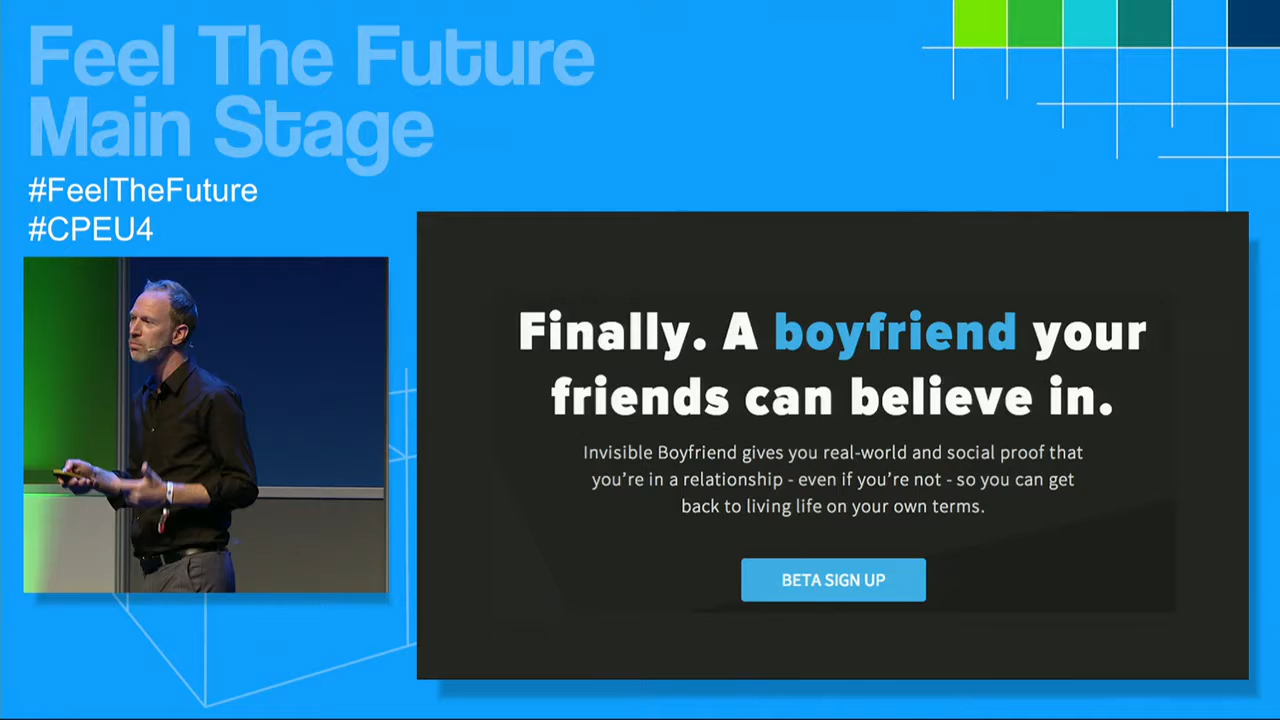 Feel The Future
Main Stage
#FeelTheFuture
#CPEU4
Finally. A boyfriend your
friends can believe in.
Invisible Boyfriend gives you real-world and social proof that
you're in a relationship - even if you're not - so you can get
back to living life on your own terms.
BETA SIGN UP